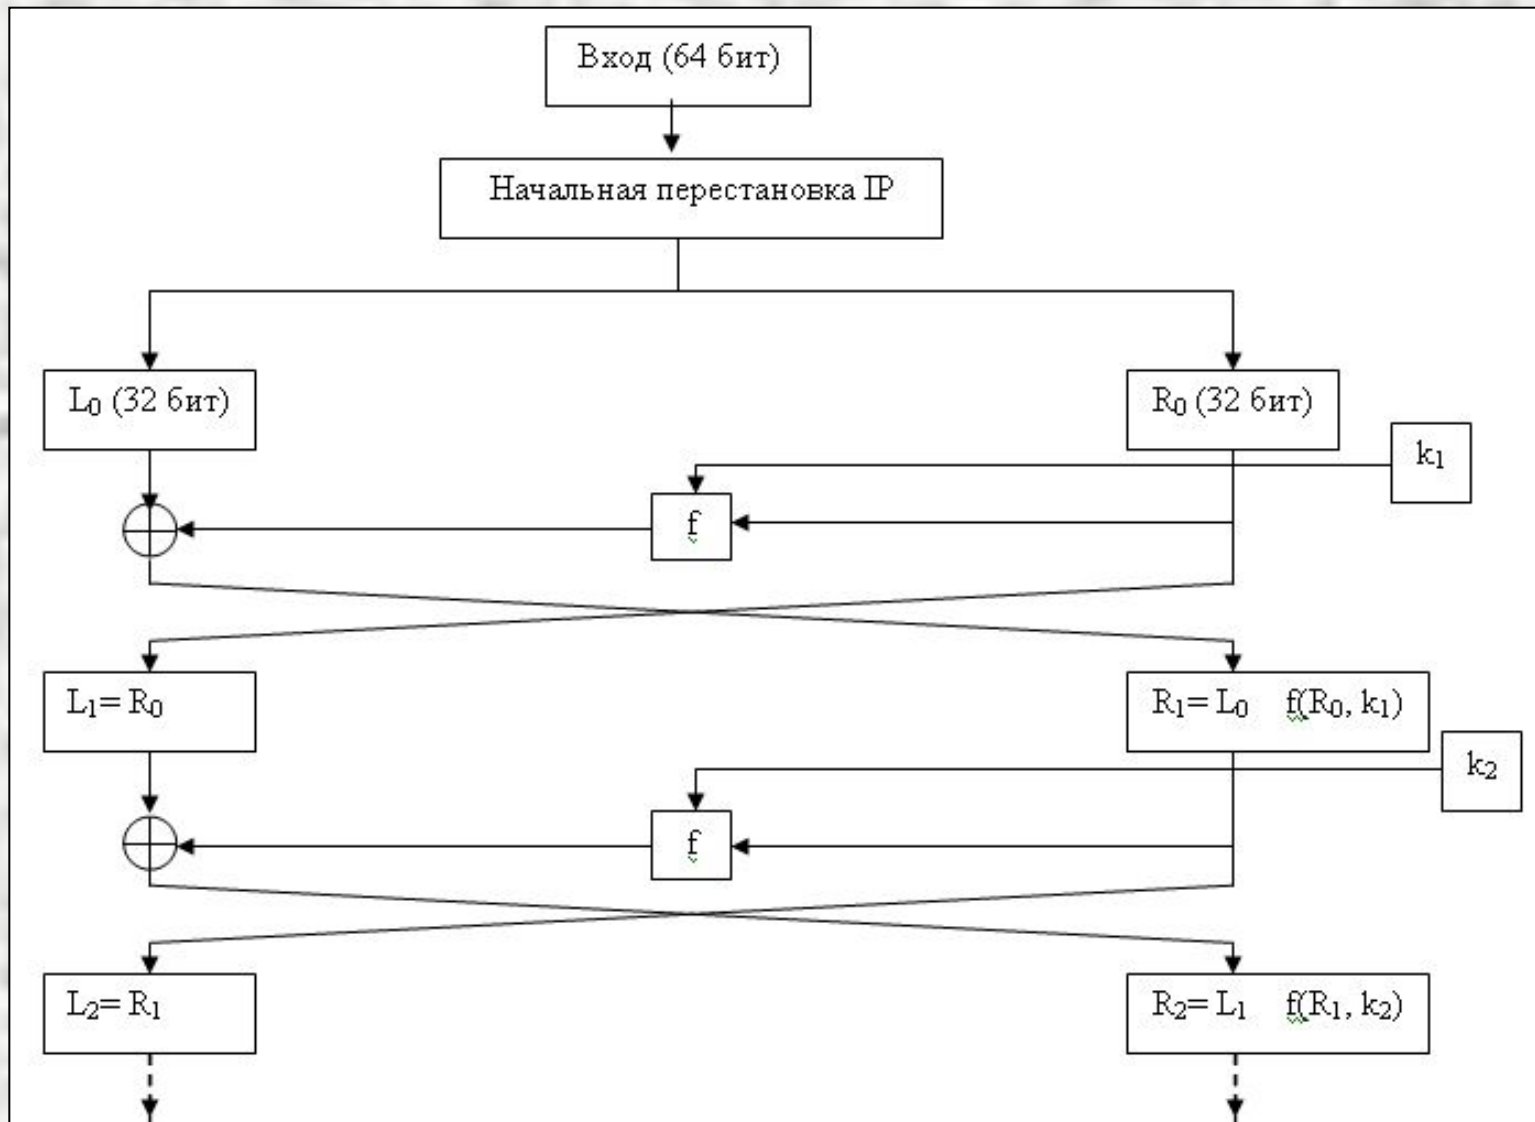 Вход (64 бит)
Начальная перестановка IP
L₀ (32 бит)
R₀ (32 бит)
k₁
f
L₁= R₀
R₁= L₀ f(R₀, k₁)
k₂
f
L₂= R₁
R₂= L₁ f(R₁, k₂)